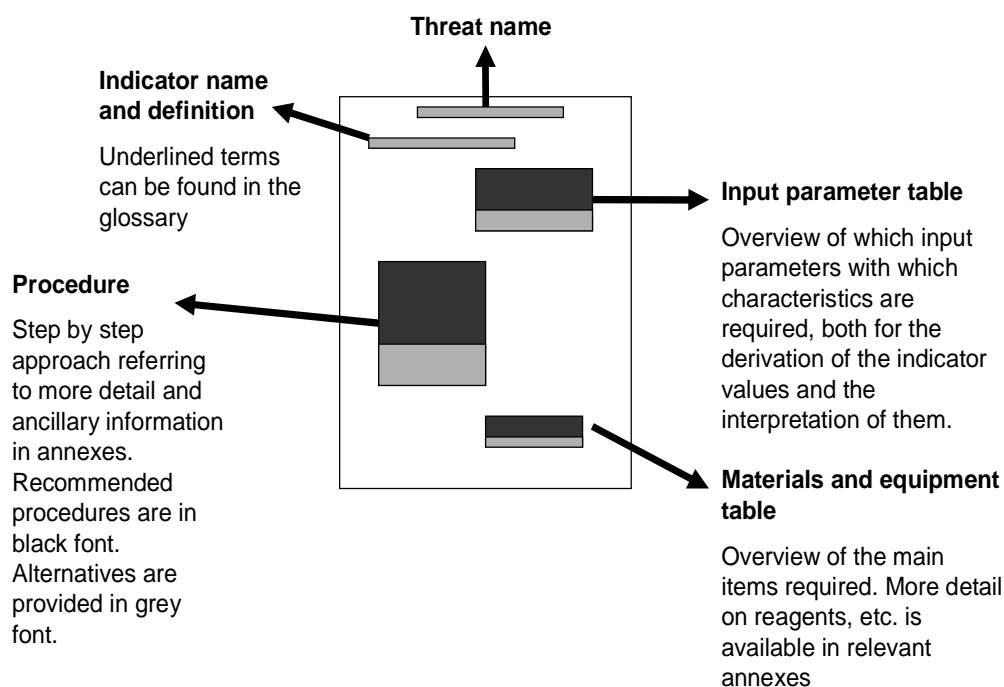 Threat name
Indicator name
and definition
Underlined terms
can be found in the
glossary
Procedure
Step by step
approach referring
to more detail and
ancillary information
in annexes.
Recommended
procedures are in
black font.
Alternatives are
provided in grey
font.
Input parameter table
Overview of which input
parameters with which
characteristics are
required, both for the
derivation of the indicator
values and the
interpretation of them.
Materials and equipment
table
Overview of the main
items required. More detail
on reagents, etc. is
available in relevant
annexes